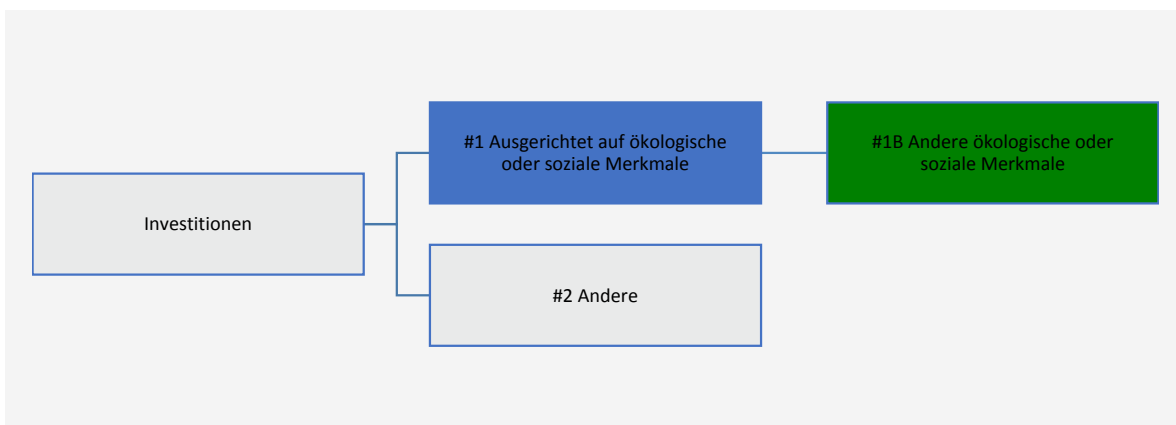 #1 Ausgerichtet auf ökologische
oder soziale Merkmale
#1B Andere ökologische oder
soziale Merkmale
Investitionen
#2 Andere